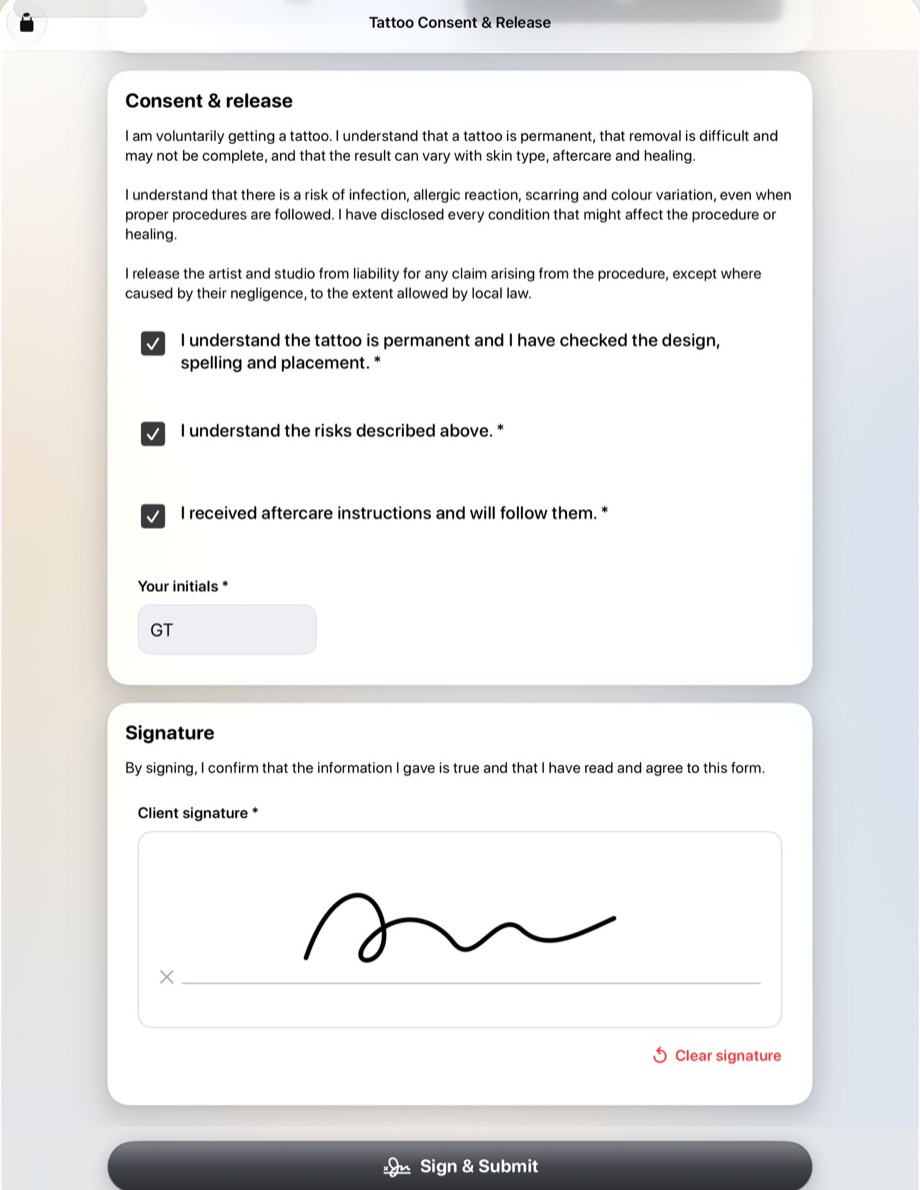 Tattoo Consent & Release
Consent & release
I am voluntarily getting a tattoo. I understand that a tattoo is permanent, that removal is difficult and
may not be complete, and that the result can vary with skin type, aftercare and healing.
I understand that there is a risk of infection, allergic reaction, scarring and colour variation, even when
proper procedures are followed. I have disclosed every condition that might affect the procedure or
healing.
I release the artist and studio from liability for any claim arising from the procedure, except where
caused by their negligence, to the extent allowed by local law.
I understand the tattoo is permanent and I have checked the design,
spelling and placement. *
I understand the risks described above. *
I received aftercare instructions and will follow them. *
Your initials *
GT
Signature
By signing, I confirm that the information I gave is true and that I have read and agree to this form.
Client signature *
Clear signature
Sign & Submit